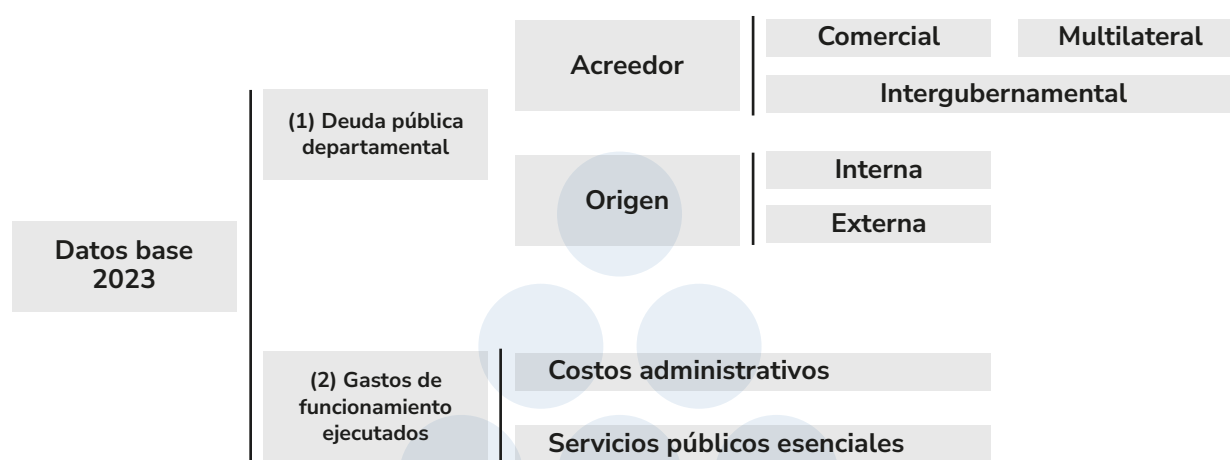 Datos base
2023
(1) Deuda pública
departamental
Acreedor
Comercial
Multilateral
Intergubernamental
Origen
Interna
Externa
(2) Gastos de
funcionamiento
ejecutados
Costos administrativos
Servicios públicos esenciales